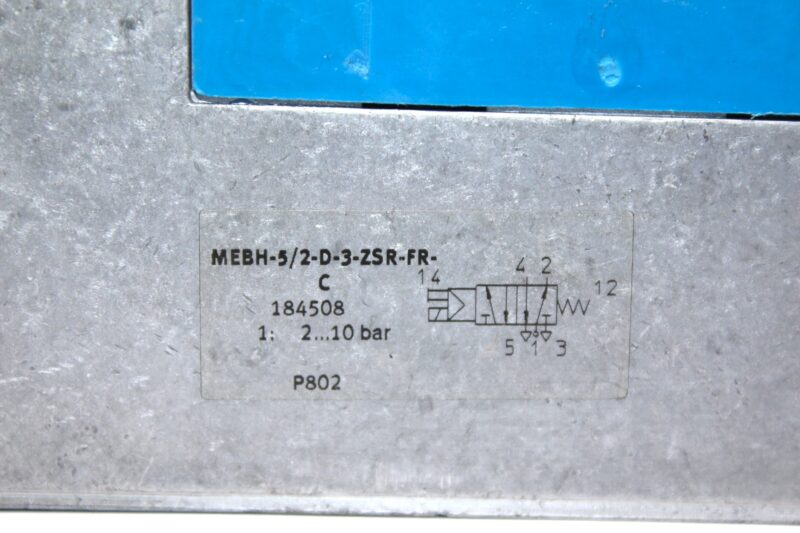 MEBH-5/2-D-3-ZSR-FR-
C
184508
1: 2...10 bar
P802
14
4 2
12
5 1 3